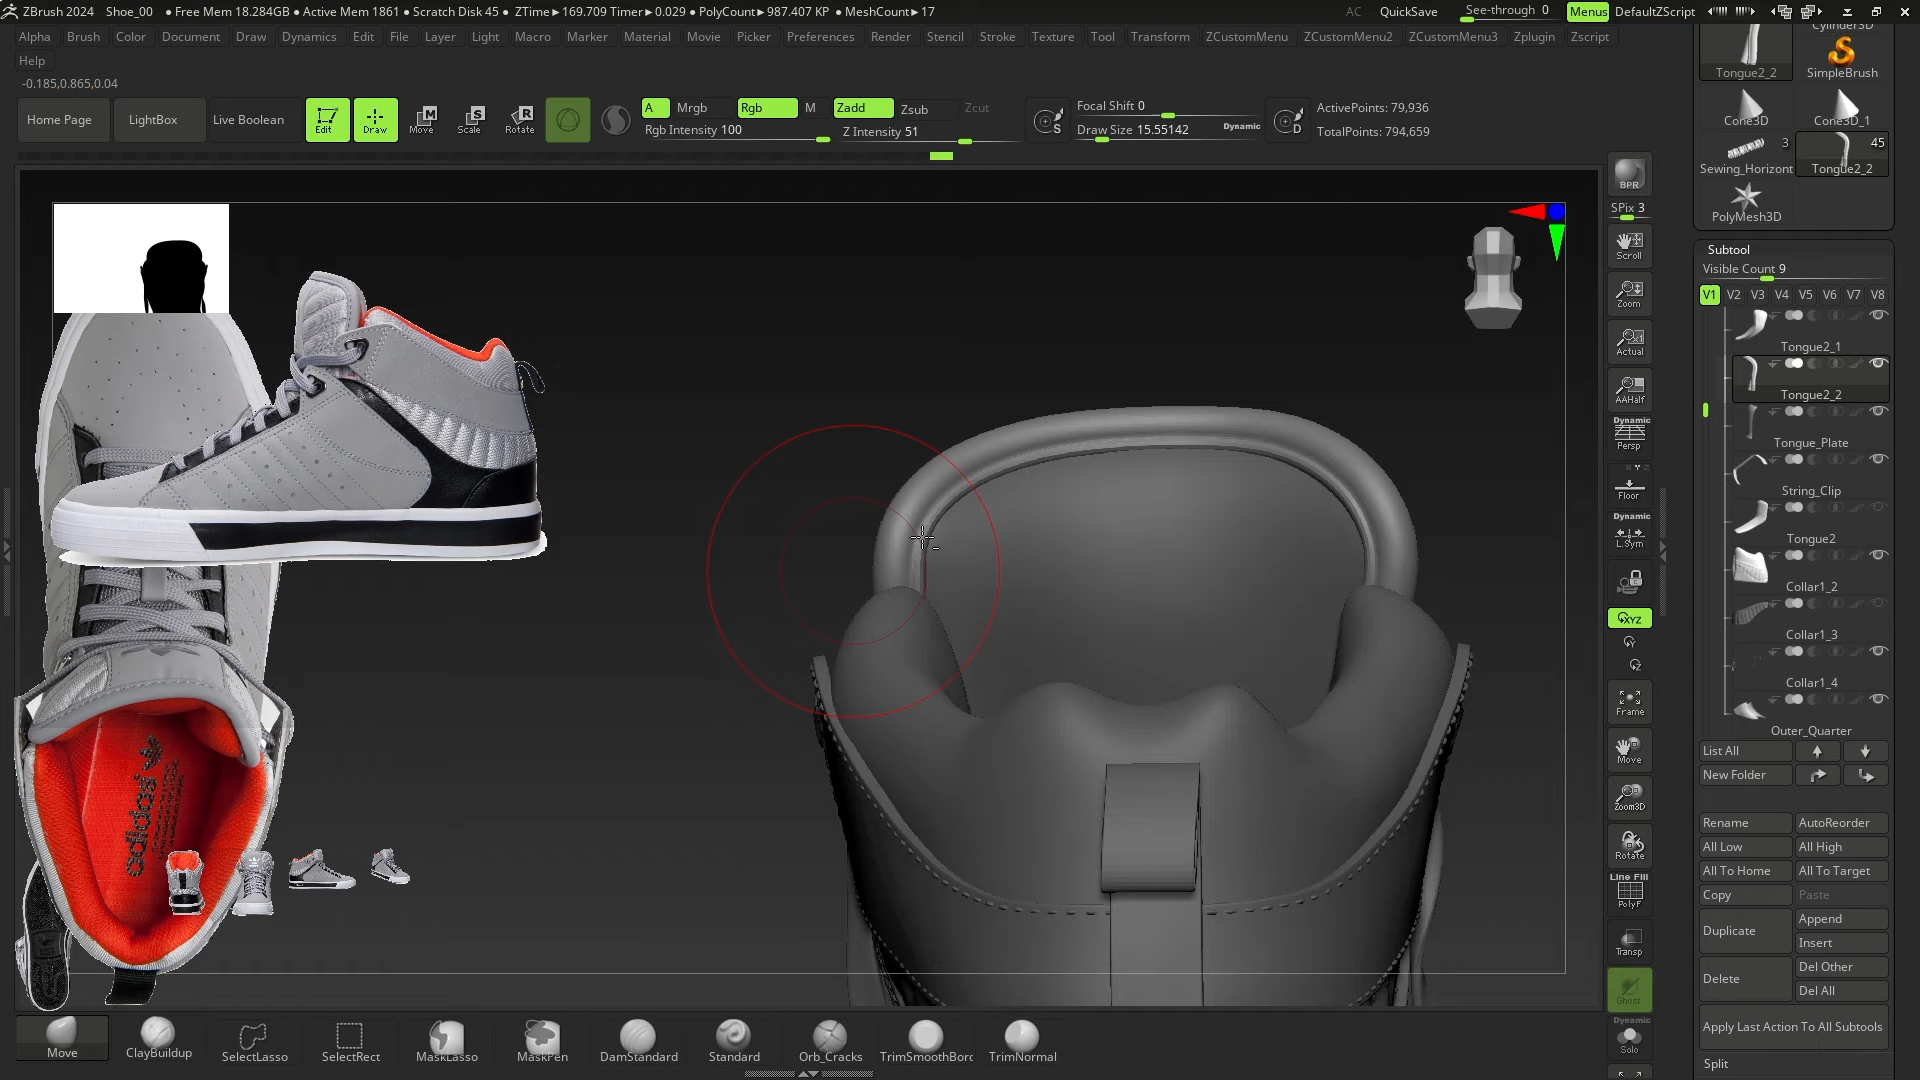 ZBrush 2024 Shoe_00 ● Free Mem 18.284GB ● Active Mem 1861 ● Scratch Disk 45 ● ZTime►169.709 Timer►0.029 ● PolyCount►987.407 KP ● MeshCount►17 AC QuickSave See-through 0 Menus DefaultZScript
Alpha Brush Color Document Draw Dynamics Edit File Layer Light Macro Marker Material Movie Picker Preferences Render Stencil Stroke Texture Tool Transform ZCustomMenu ZCustomMenu2 ZCustomMenu3 Zplugin Zscript
Help
-0.185,0.865,0.04
Home Page LightBox Live Boolean Edit Draw Move Scale Rotate
A Mrgb Rgb M Zadd Zsub Zcut
Rgb Intensity 100 Z Intensity 51
Focal Shift 0
Draw Size 15.55142 Dynamic
ActivePoints: 79,936
TotalPoints: 794,659
BPR
SPix 3
Scroll
Zoom
Actual
AAHalf
Dynamic
Persp
Floor
Dynamic
L.Sym
XYZ
Y
Z
Frame
Move
Zoom3D
Rotate
Line Fill
PolyF
Transp
Ghost
Dynamic
Solo
Tongue2_2 SimpleBrush
Cone3D Cone3D_1
3 45
Sewing_Horizont Tongue2_2
PolyMesh3D
Subtool
Visible Count 9
V1 V2 V3 V4 V5 V6 V7 V8
Tongue2_1
Tongue2_2
Tongue_Plate
String_Clip
Tongue2
Collar1_2
Collar1_3
Collar1_4
Outer_Quarter
List All
New Folder
Rename AutoReorder
All Low All High
All To Home All To Target
Copy Paste
Duplicate Append
Insert
Delete Del Other
Del All
Apply Last Action To All Subtools
Split
adidas
Move ClayBuildup SelectLasso SelectRect MaskLasso MaskPen DamStandard Standard Orb_Cracks TrimSmoothBorc TrimNormal